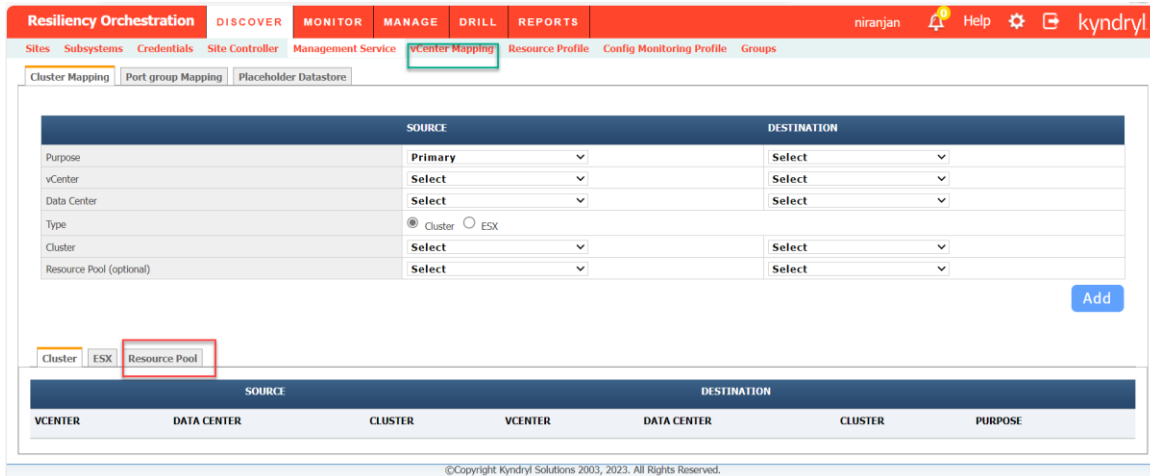 Resiliency Orchestration DISCOVER MONITOR MANAGE DRILL REPORTS niranjan 0 Help kyndryl
Sites Subsystems Credentials Site Controller Management Service vCenter Mapping Resource Profile Config Monitoring Profile Groups
Cluster Mapping Port group Mapping Placeholder Datastore
SOURCE DESTINATION
Purpose Primary Select
vCenter Select Select
Data Center Select Select
Type Cluster ESX
Cluster Select Select
Resource Pool (optional) Select Select
Add
Cluster ESX Resource Pool
SOURCE DESTINATION
VCENTER DATA CENTER CLUSTER VCENTER DATA CENTER CLUSTER PURPOSE
©Copyright Kyndryl Solutions 2003, 2023. All Rights Reserved.